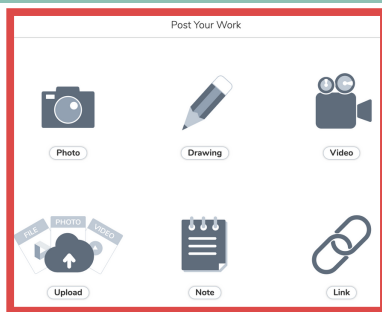 Post Your Work
Photo Drawing Video
FILE PHOTO VIDEO
Upload Note Link